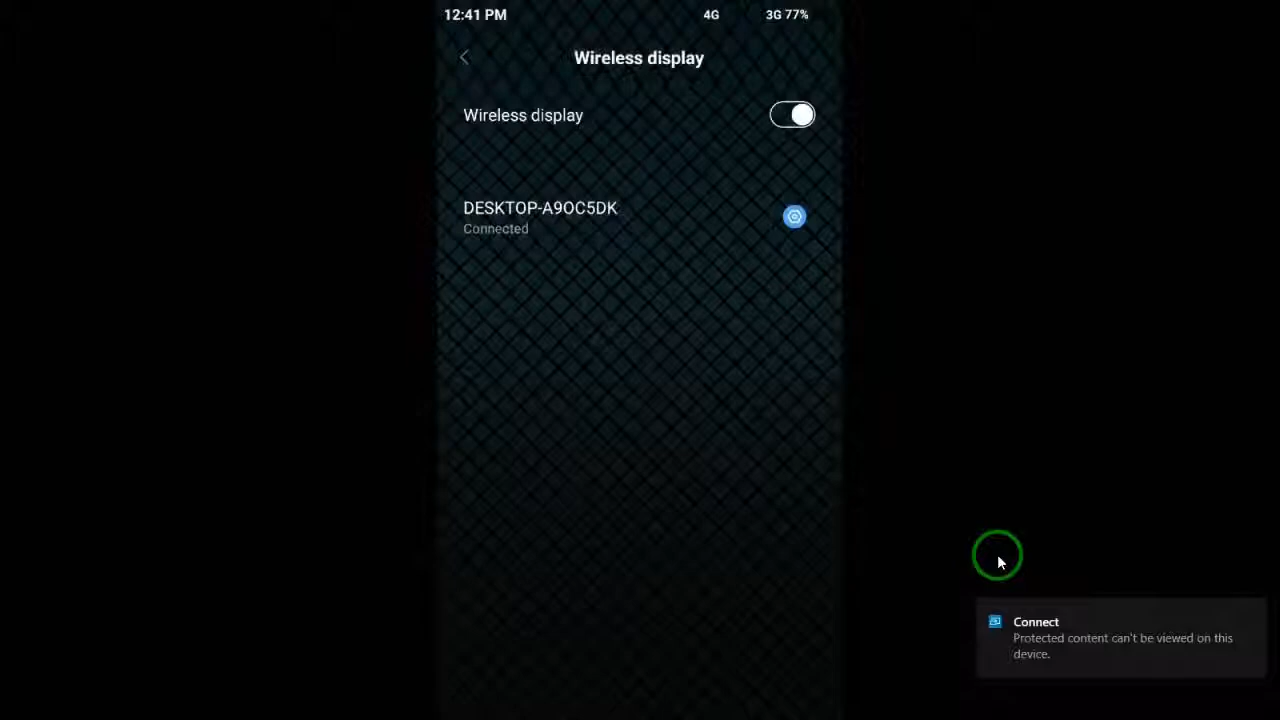 12:41 PM 4G 3G 77%
Wireless display
Wireless display
DESKTOP-A9OC5DK
Connected
Connect
Protected content can't be viewed on this
device.